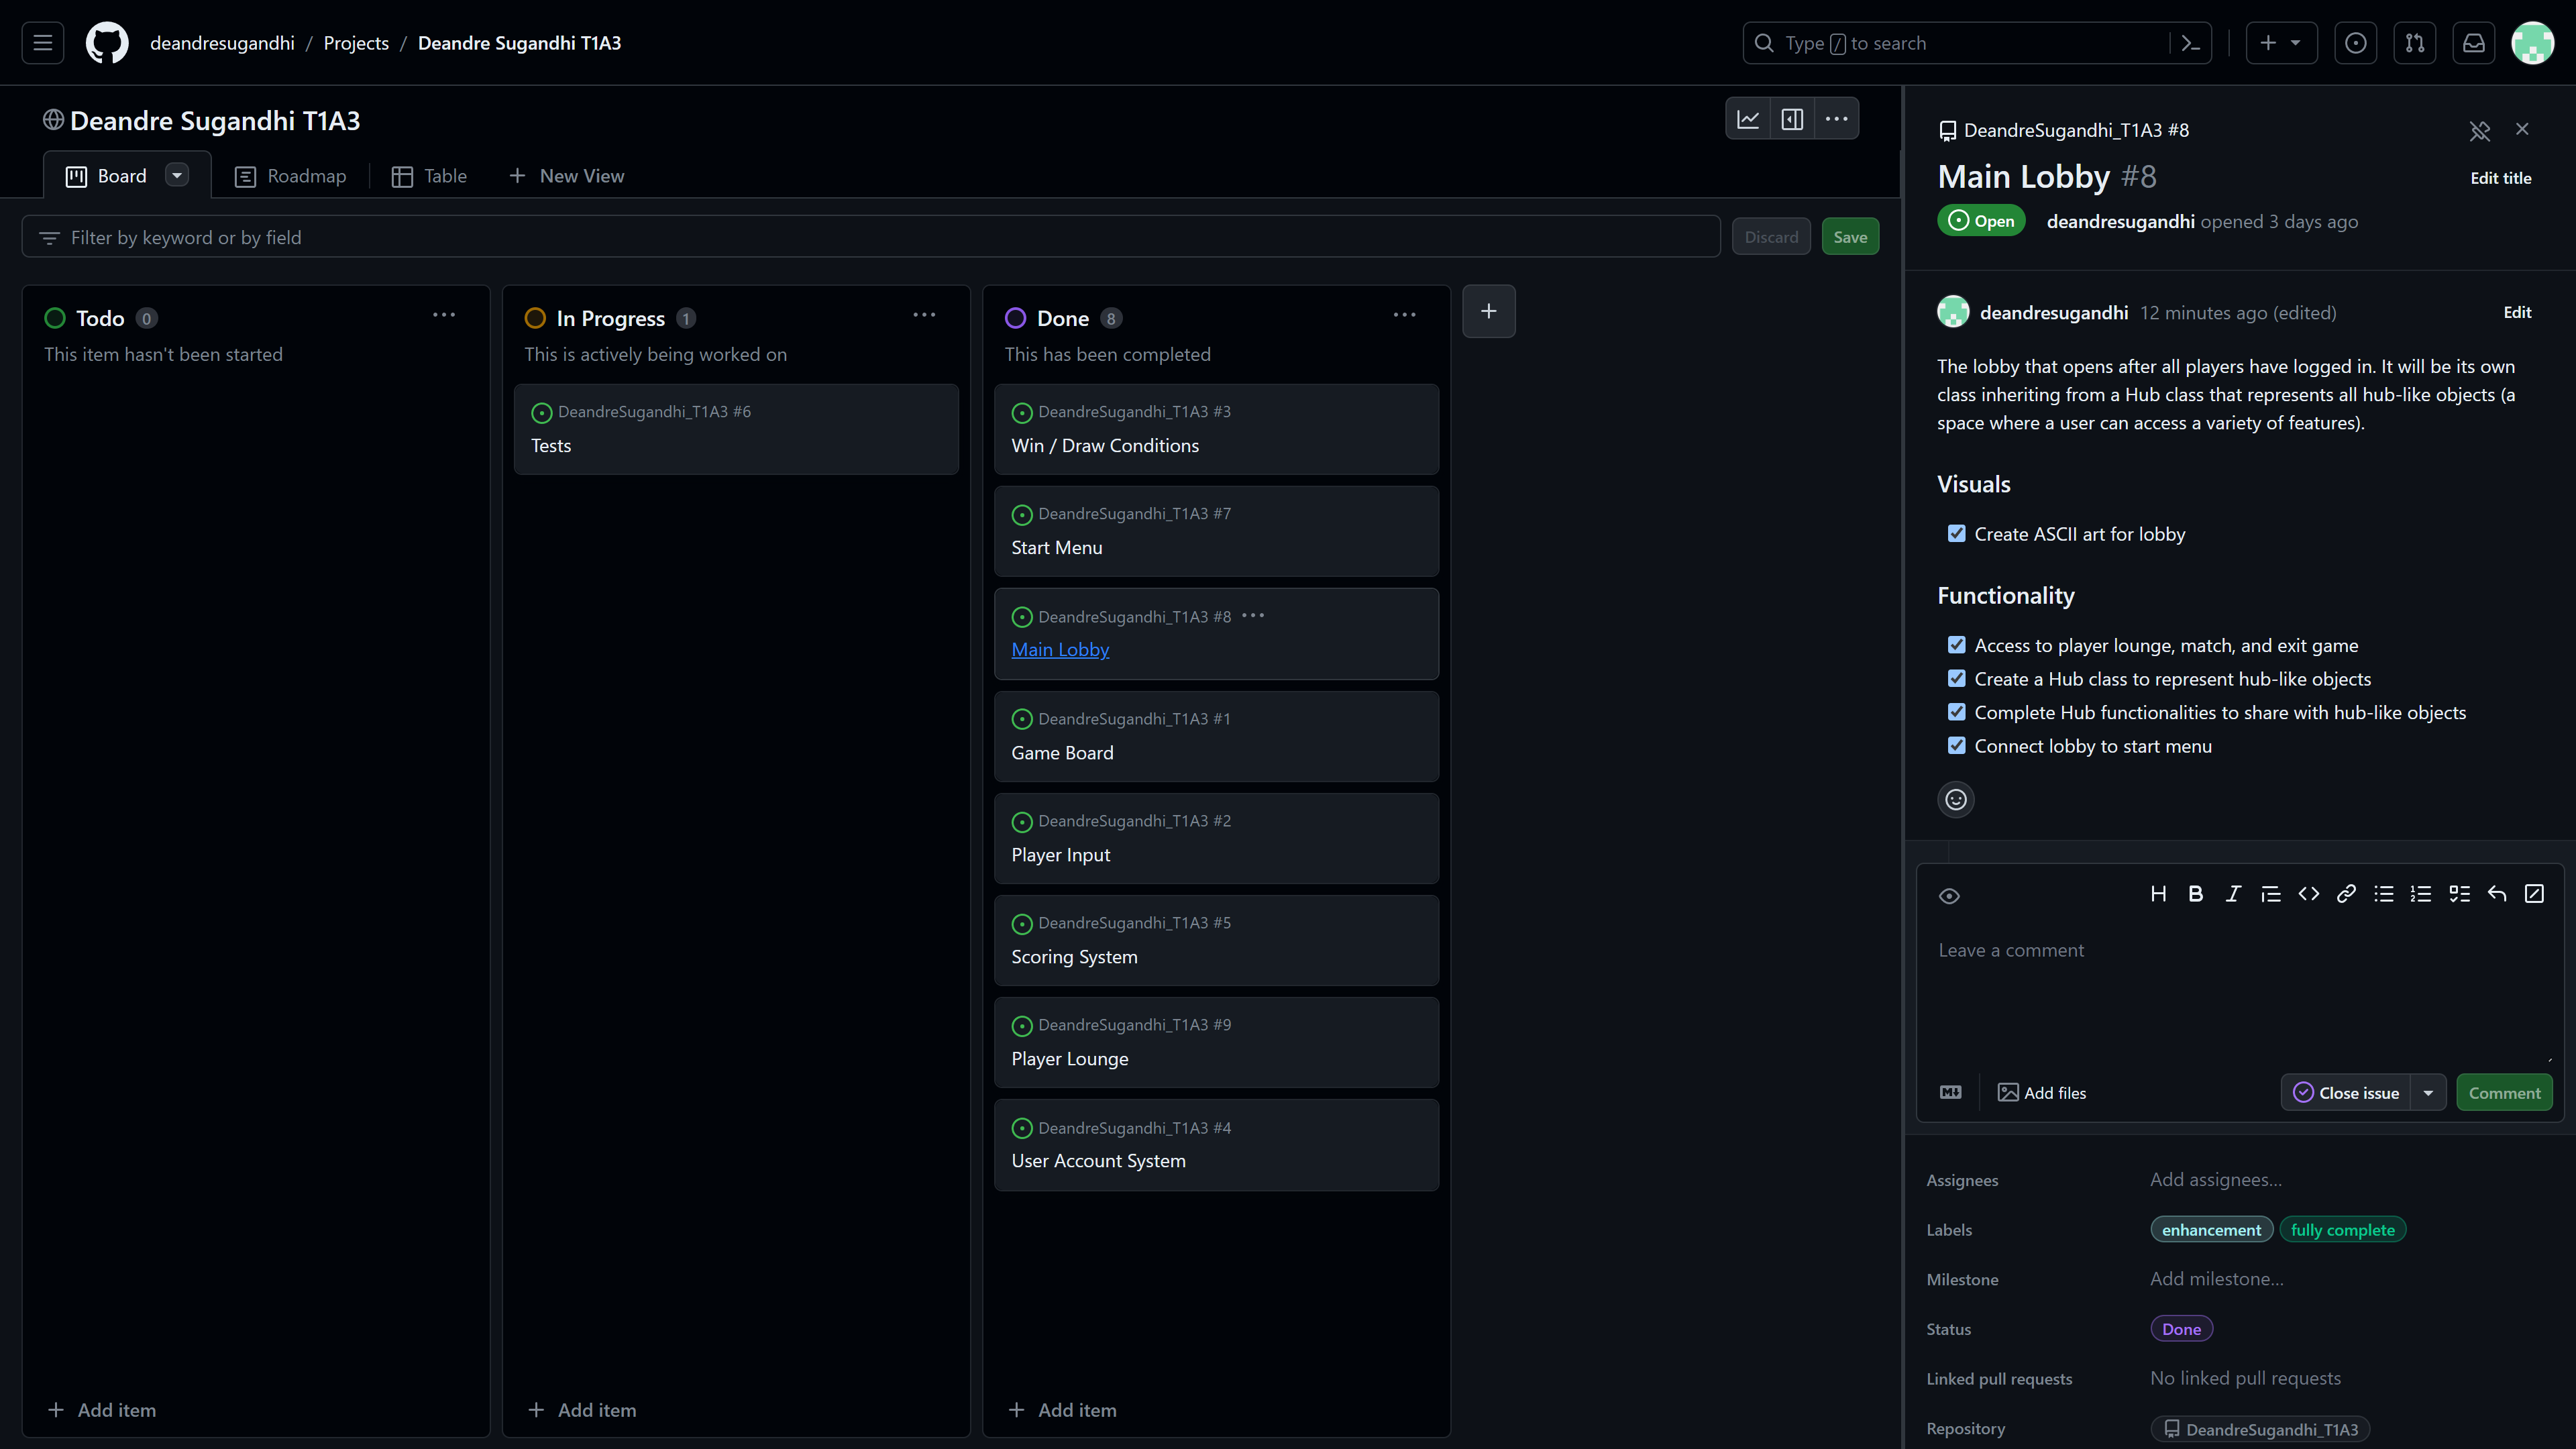 deandresugandhi / Projects / Deandre Sugandhi T1A3
Type / to search
Deandre Sugandhi T1A3
Board
Roadmap
Table
New View
Filter by keyword or by field
Discard
Save
Todo 0
This item hasn't been started
Add item
In Progress 1
This is actively being worked on
DeandreSugandhi_T1A3 #6
Tests
Add item
Done 8
This has been completed
DeandreSugandhi_T1A3 #3
Win / Draw Conditions
DeandreSugandhi_T1A3 #7
Start Menu
DeandreSugandhi_T1A3 #8
Main Lobby
DeandreSugandhi_T1A3 #1
Game Board
DeandreSugandhi_T1A3 #2
Player Input
DeandreSugandhi_T1A3 #5
Scoring System
DeandreSugandhi_T1A3 #9
Player Lounge
DeandreSugandhi_T1A3 #4
User Account System
Add item
DeandreSugandhi_T1A3 #8
Main Lobby #8
Edit title
Open
deandresugandhi opened 3 days ago
deandresugandhi 12 minutes ago (edited)
Edit
The lobby that opens after all players have logged in. It will be its own
class inheriting from a Hub class that represents all hub-like objects (a
space where a user can access a variety of features).
Visuals
Create ASCII art for lobby
Functionality
Access to player lounge, match, and exit game
Create a Hub class to represent hub-like objects
Complete Hub functionalities to share with hub-like objects
Connect lobby to start menu
Leave a comment
Add files
Close issue
Comment
Assignees
Add assignees...
Labels
enhancement
fully complete
Milestone
Add milestone...
Status
Done
Linked pull requests
No linked pull requests
Repository
DeandreSugandhi_T1A3